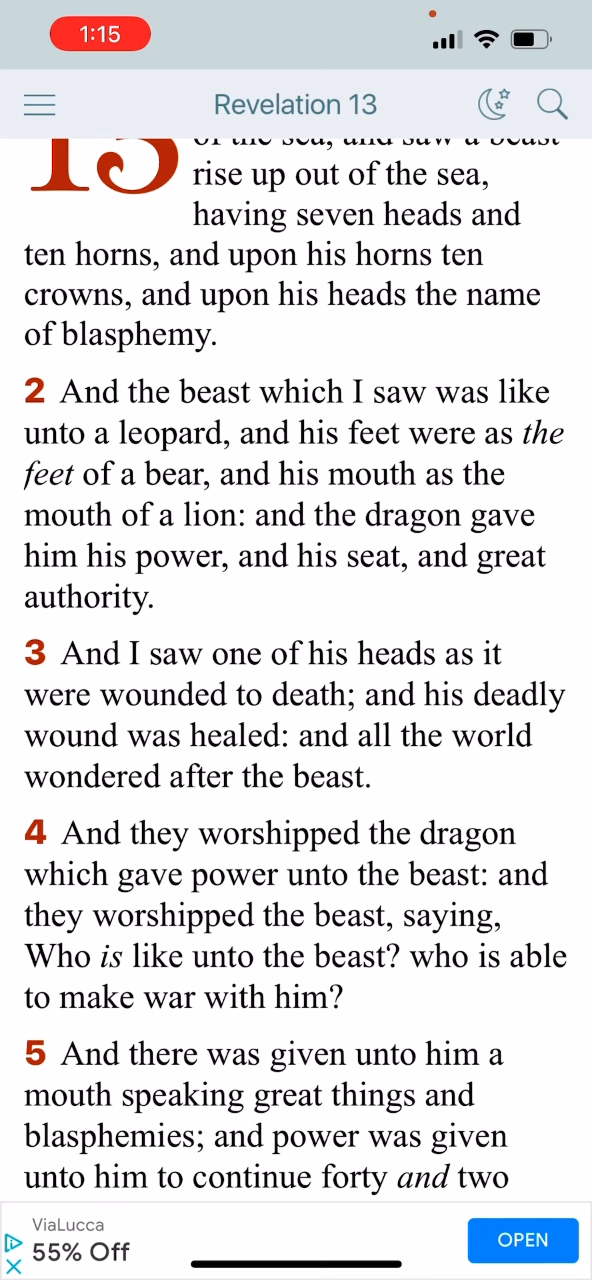 1:15
Revelation 13
13 of the sea, and saw a beast
rise up out of the sea,
having seven heads and
ten horns, and upon his horns ten
crowns, and upon his heads the name
of blasphemy.
2 And the beast which I saw was like
unto a leopard, and his feet were as the
feet of a bear, and his mouth as the
mouth of a lion: and the dragon gave
him his power, and his seat, and great
authority.
3 And I saw one of his heads as it
were wounded to death; and his deadly
wound was healed: and all the world
wondered after the beast.
4 And they worshipped the dragon
which gave power unto the beast: and
they worshipped the beast, saying,
Who is like unto the beast? who is able
to make war with him?
5 And there was given unto him a
mouth speaking great things and
blasphemies; and power was given
unto him to continue forty and two
ViaLucca
55% Off
OPEN